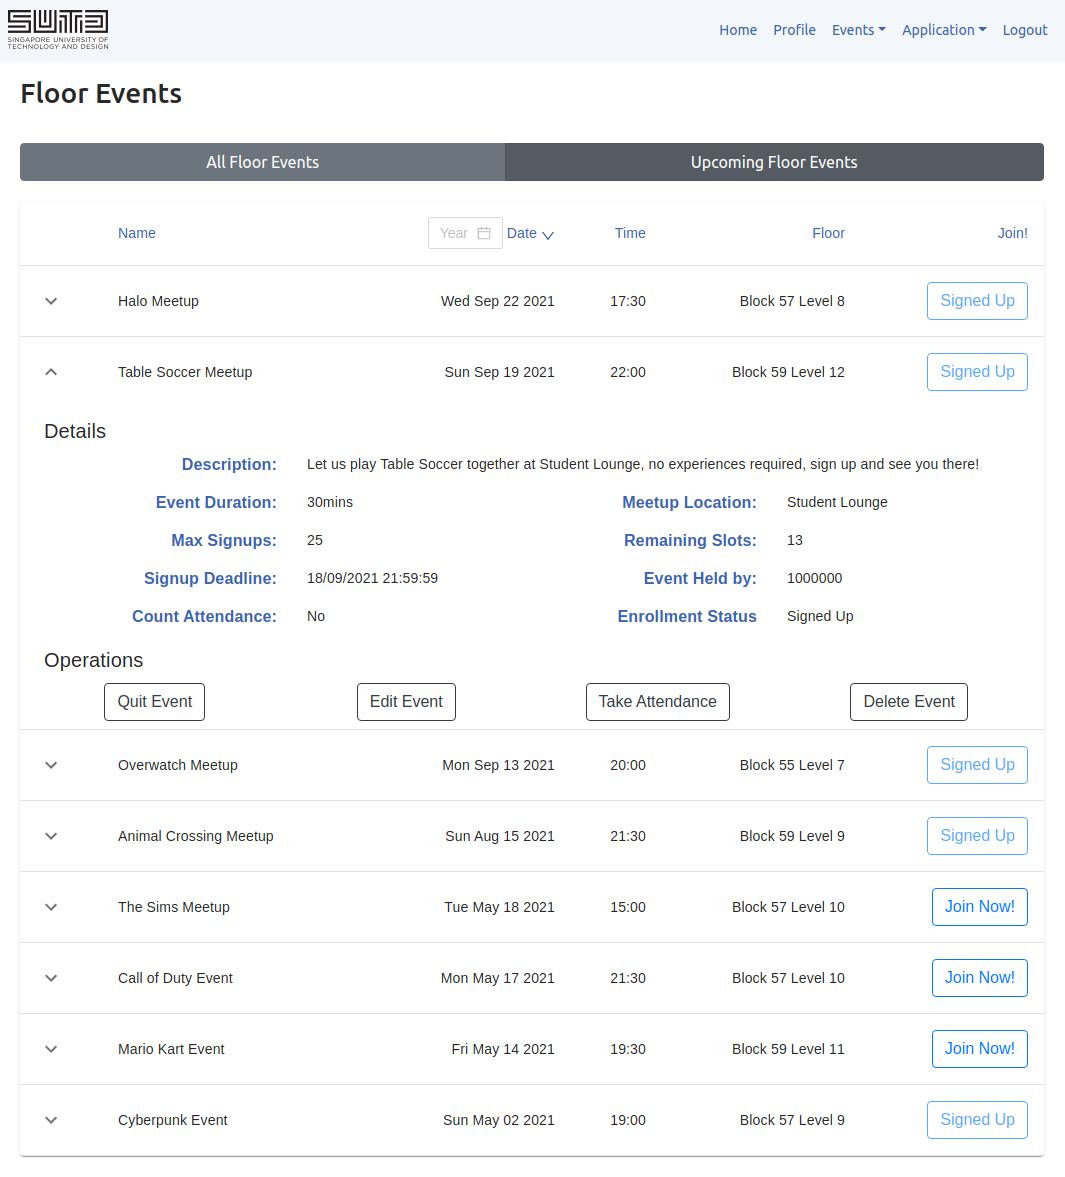 SUTD
SINGAPORE UNIVERSITY OF
TECHNOLOGY AND DESIGN
Home Profile Events Application Logout
Floor Events
All Floor Events Upcoming Floor Events
Name Year Date Time Floor Join!
Halo Meetup Wed Sep 22 2021 17:30 Block 57 Level 8 Signed Up
Table Soccer Meetup Sun Sep 19 2021 22:00 Block 59 Level 12 Signed Up
Details
Description: Let us play Table Soccer together at Student Lounge, no experiences required, sign up and see you there!
Event Duration: 30mins Meetup Location: Student Lounge
Max Signups: 25 Remaining Slots: 13
Signup Deadline: 18/09/2021 21:59:59 Event Held by: 1000000
Count Attendance: No Enrollment Status Signed Up
Operations
Quit Event Edit Event Take Attendance Delete Event
Overwatch Meetup Mon Sep 13 2021 20:00 Block 55 Level 7 Signed Up
Animal Crossing Meetup Sun Aug 15 2021 21:30 Block 59 Level 9 Signed Up
The Sims Meetup Tue May 18 2021 15:00 Block 57 Level 10 Join Now!
Call of Duty Event Mon May 17 2021 21:30 Block 57 Level 10 Join Now!
Mario Kart Event Fri May 14 2021 19:30 Block 59 Level 11 Join Now!
Cyberpunk Event Sun May 02 2021 19:00 Block 57 Level 9 Signed Up